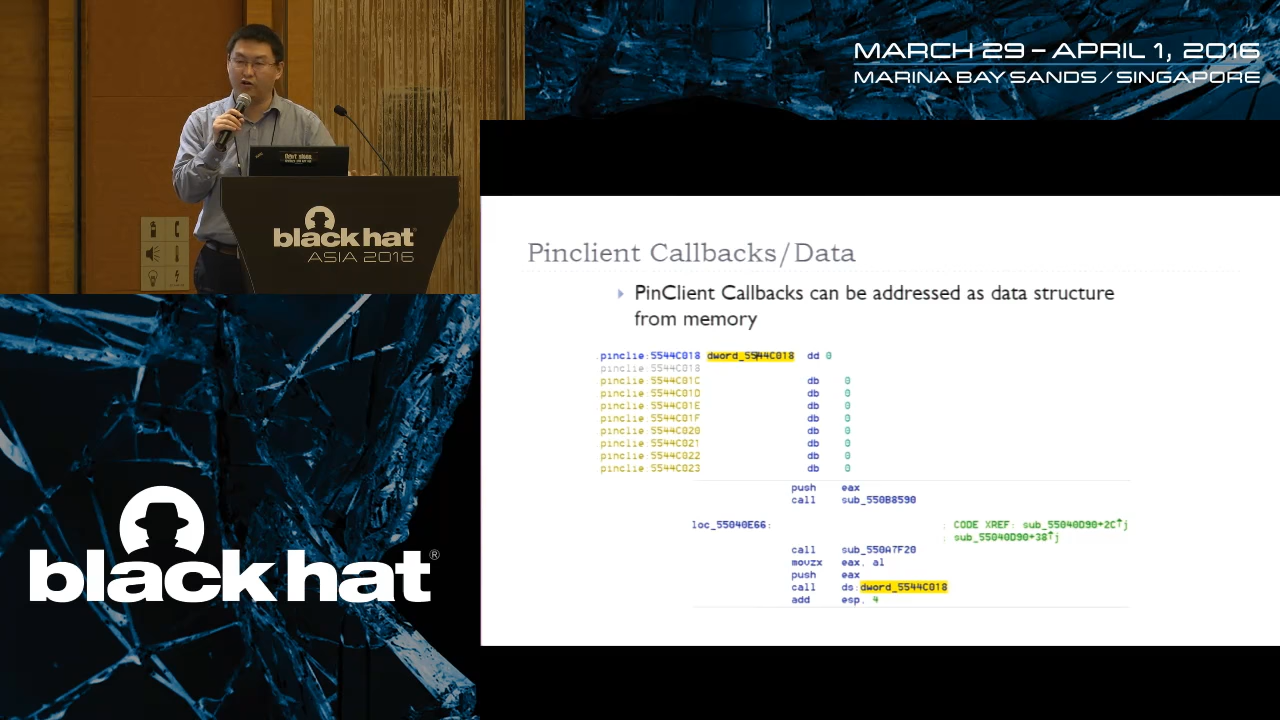 MARCH 29 - APRIL 1, 2016
MARINA BAY SANDS / SINGAPORE
black hat
ASIA 2016
Pinclient Callbacks/Data
PinClient Callbacks can be addressed as data structure
from memory
.pinclie:5544C018 dword_5544C018 dd 0
pinclie:5544C018
pinclie:5544C01C db 0
pinclie:5544C01D db 0
pinclie:5544C01E db 0
pinclie:5544C01F db 0
pinclie:5544C020 db 0
pinclie:5544C021 db 0
pinclie:5544C022 db 0
pinclie:5544C023 db 0
push eax
call sub_550B8590
loc_55040E66: ; CODE XREF: sub_55040D90+2C↑j
; sub_55040D90+38↑j
call sub_550A7F20
movzx eax, al
push eax
call ds:dword_5544C018
add esp, 4
black hat®